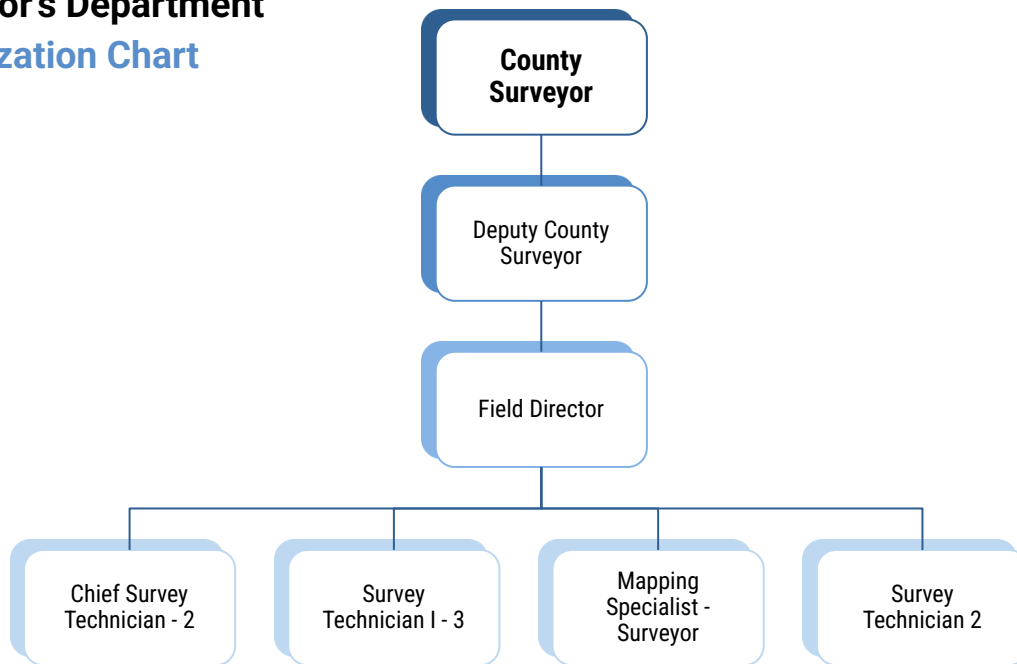 or's Department
zation Chart
County
Surveyor
Deputy County
Surveyor
Field Director
Chief Survey
Technician - 2
Survey
Technician I - 3
Mapping
Specialist -
Surveyor
Survey
Technician 2